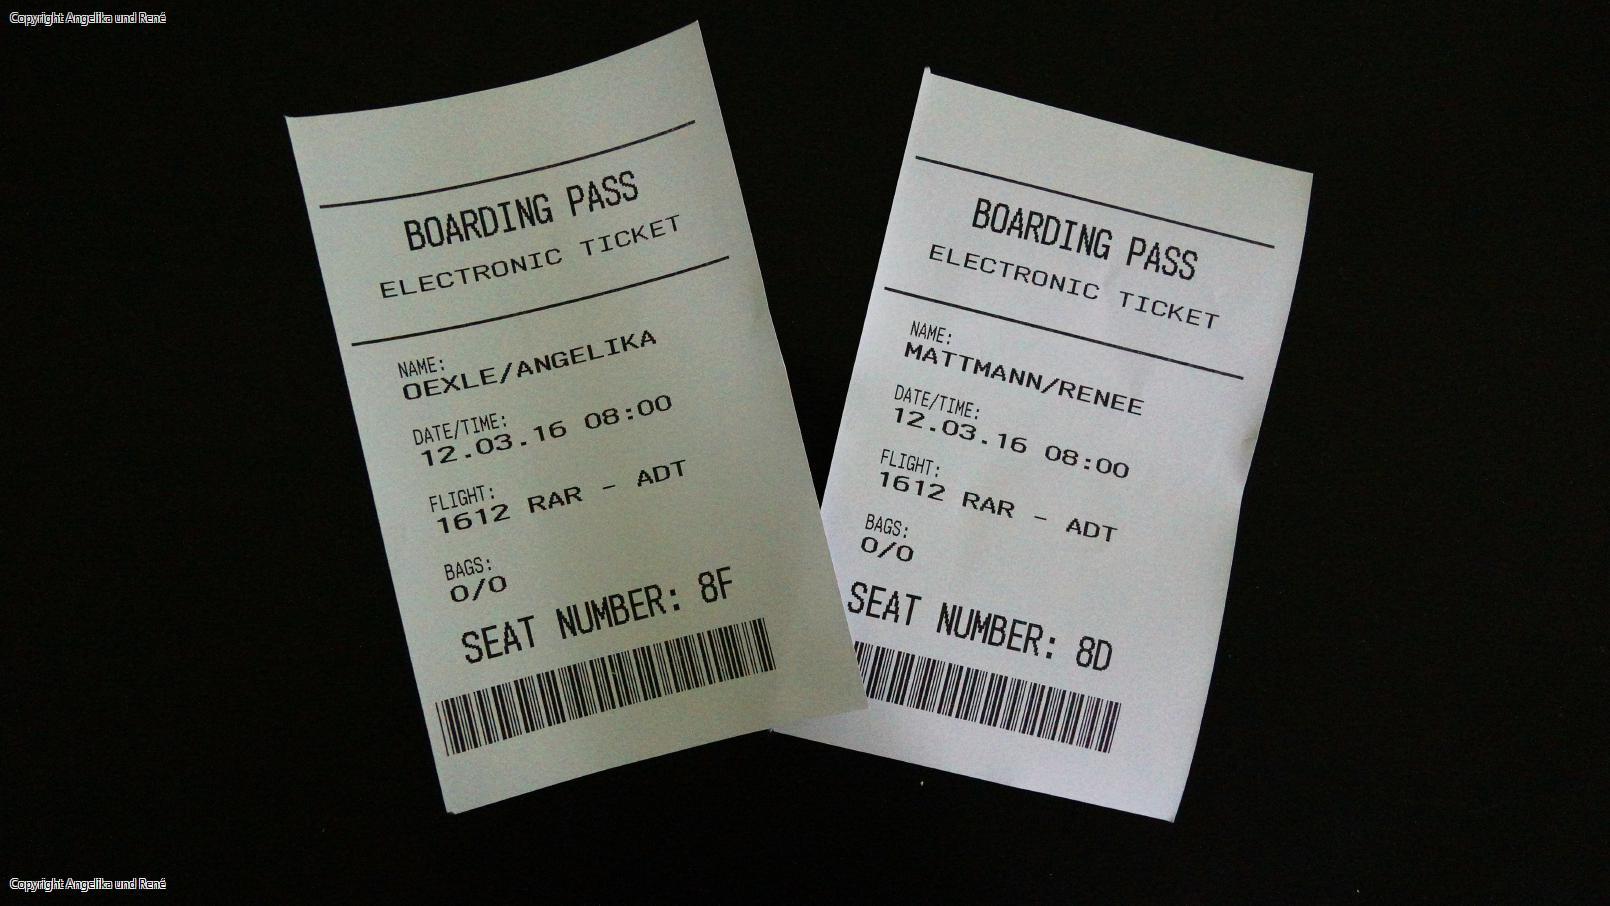 Copyright Angelika und René
BOARDING PASS
ELECTRONIC TICKET
NAME:
OEXLE/ANGELIKA
DATE/TIME:
12.03.16 08:00
FLIGHT:
1612 RAR - ADT
BAGS:
0/0
SEAT NUMBER: 8F
BOARDING PASS
ELECTRONIC TICKET
NAME:
MATTMANN/RENEE
DATE/TIME:
12.03.16 08:00
FLIGHT:
1612 RAR - ADT
BAGS:
0/0
SEAT NUMBER: 8D
Copyright Angelika und René